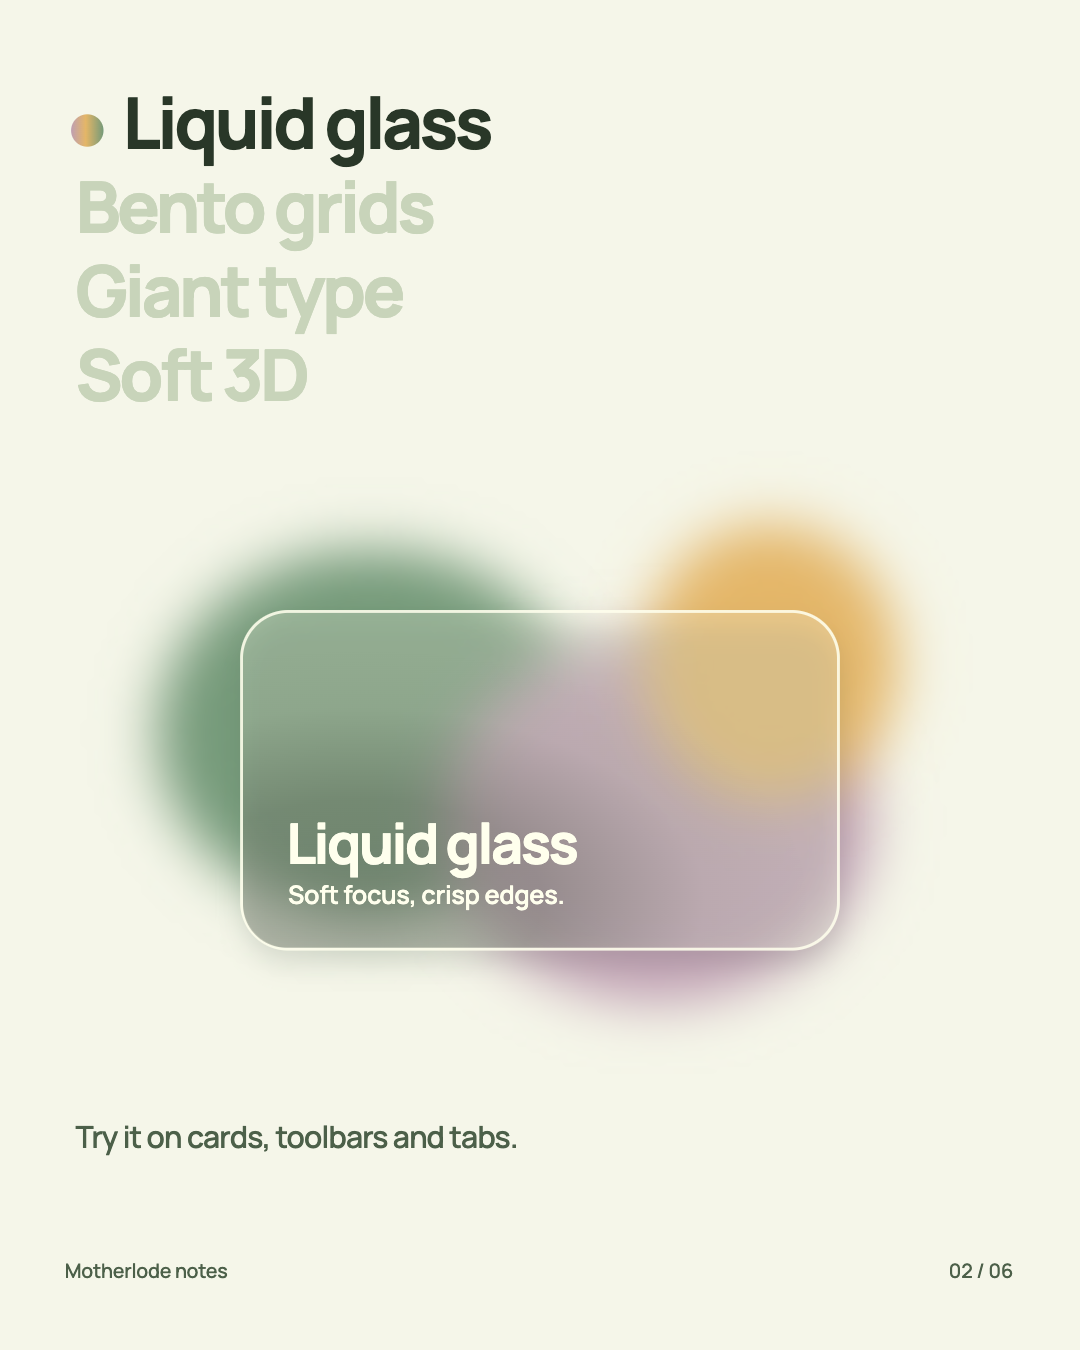 Liquid glass
Bento grids
Giant type
Soft 3D
Liquid glass
Soft focus, crisp edges.
Try it on cards, toolbars and tabs.
Motherlode notes
02 / 06